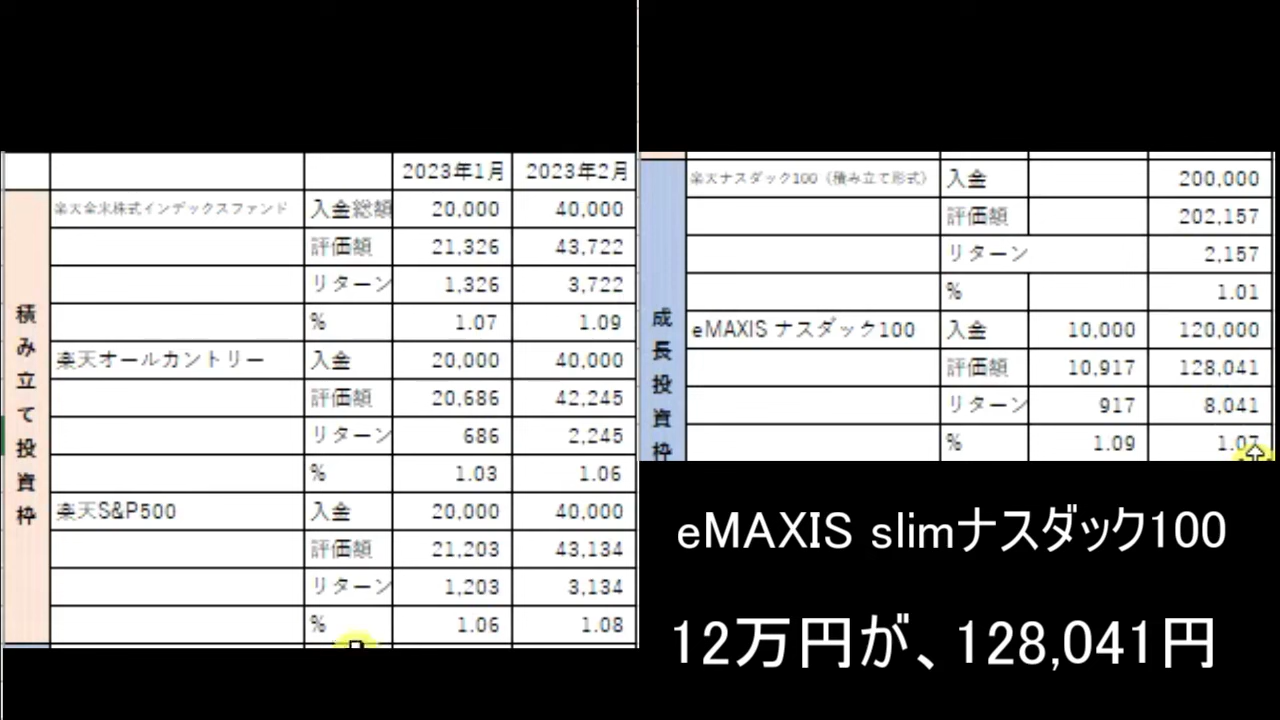 2023年1月 2023年2月
積み立て投資枠
楽天全米株式インデックスファンド 入金総額 20,000 40,000
評価額 21,326 43,722
リターン 1,326 3,722
% 1.07 1.09
楽天オールカントリー 入金 20,000 40,000
評価額 20,686 42,245
リターン 686 2,245
% 1.03 1.06
楽天S&P500 入金 20,000 40,000
評価額 21,203 43,134
リターン 1,203 3,134
% 1.06 1.08
成長投資枠
楽天ナスダック100（積み立て形式） 入金 200,000
評価額 202,157
リターン 2,157
% 1.01
eMAXIS ナスダック100 入金 10,000 120,000
評価額 10,917 128,041
リターン 917 8,041
% 1.09 1.07
eMAXIS slimナスダック100
12万円が、128,041円